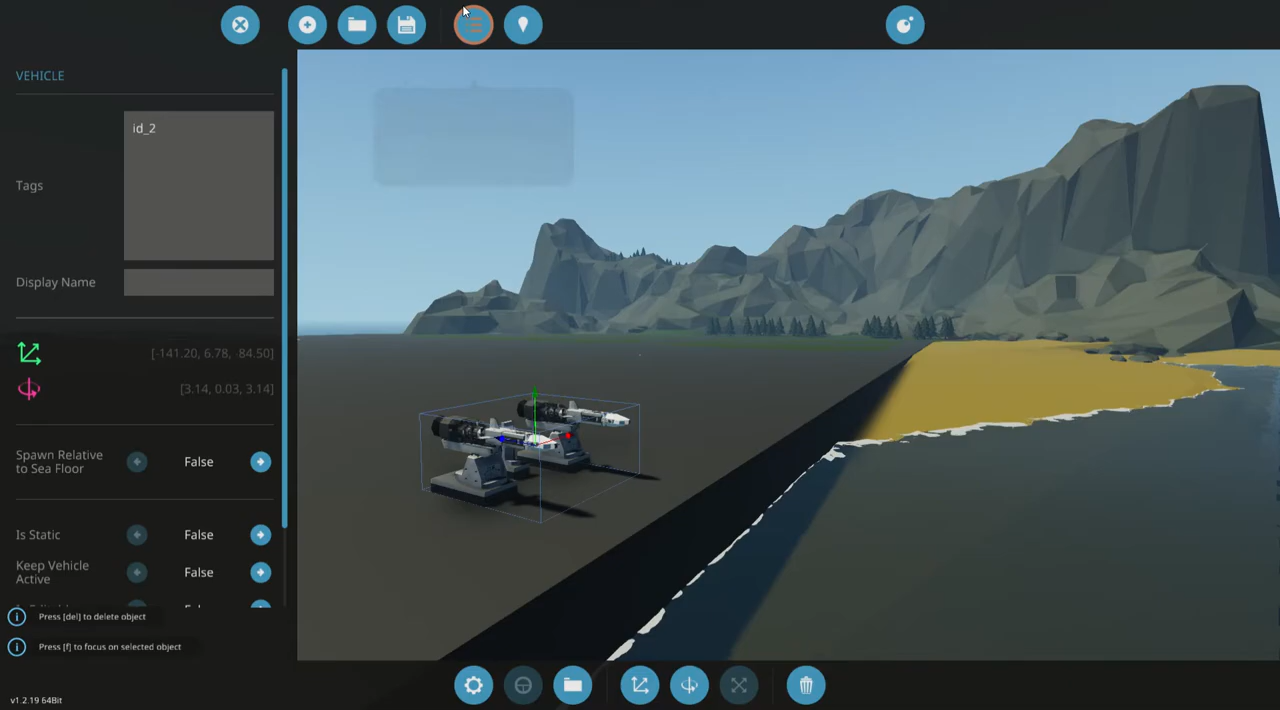 VEHICLE
id_2
Tags
Display Name
[-141.20, 6.78, 84.50]
[3.14, 0.03, 3.14]
Spawn Relative
to Sea Floor
False
Is Static
False
Keep Vehicle
Active
False
Press [del] to delete object
Press [f] to focus on selected object
v1.2.19 64Bit